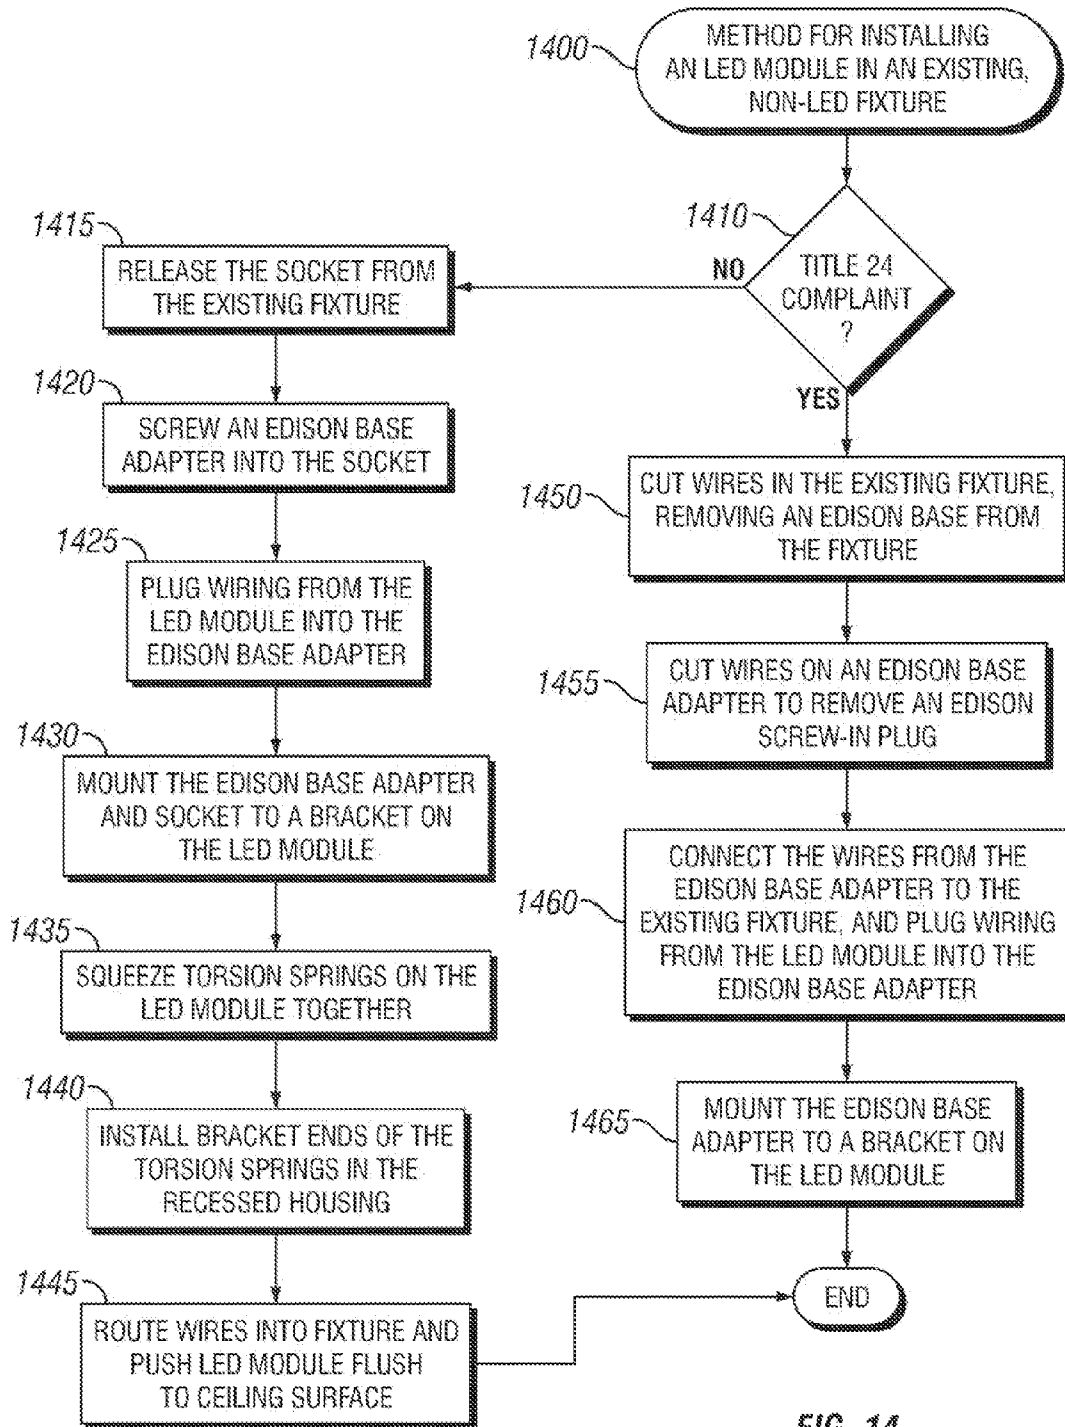 1400
METHOD FOR INSTALLING
AN LED MODULE IN AN EXISTING,
NON-LED FIXTURE
1410
TITLE 24
COMPLAINT
?
NO
YES
1415
RELEASE THE SOCKET FROM
THE EXISTING FIXTURE
1420
SCREW AN EDISON BASE
ADAPTER INTO THE SOCKET
1425
PLUG WIRING FROM THE
LED MODULE INTO THE
EDISON BASE ADAPTER
1430
MOUNT THE EDISON BASE ADAPTER
AND SOCKET TO A BRACKET ON
THE LED MODULE
1435
SQUEEZE TORSION SPRINGS ON THE
LED MODULE TOGETHER
1440
INSTALL BRACKET ENDS OF THE
TORSION SPRINGS IN THE
RECESSED HOUSING
1445
ROUTE WIRES INTO FIXTURE AND
PUSH LED MODULE FLUSH
TO CEILING SURFACE
1450
CUT WIRES IN THE EXISTING FIXTURE,
REMOVING AN EDISON BASE FROM
THE FIXTURE
1455
CUT WIRES ON AN EDISON BASE
ADAPTER TO REMOVE AN EDISON
SCREW-IN PLUG
1460
CONNECT THE WIRES FROM THE
EDISON BASE ADAPTER TO THE
EXISTING FIXTURE, AND PLUG WIRING
FROM THE LED MODULE INTO THE
EDISON BASE ADAPTER
1465
MOUNT THE EDISON BASE
ADAPTER TO A BRACKET ON
THE LED MODULE
END
FIG. 14